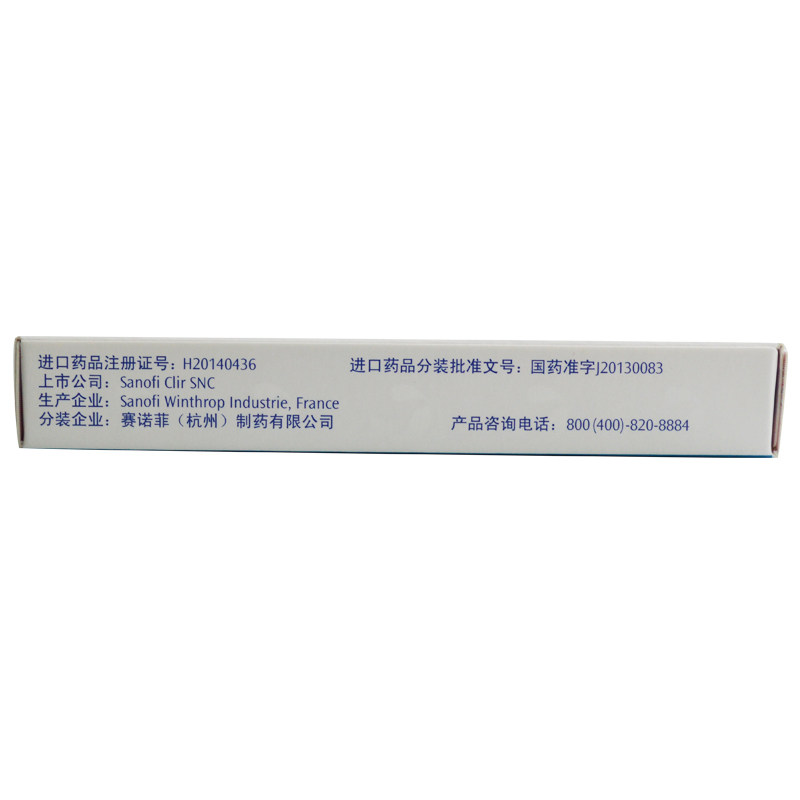 进口药品注册证号：H20140436 进口药品分装批准文号：国药准字J20130083
上市公司：Sanofi Clir SNC
生产企业：Sanofi Winthrop Industrie, France
分装企业：赛诺菲（杭州）制药有限公司 产品咨询电话：800 (400)-820-8884